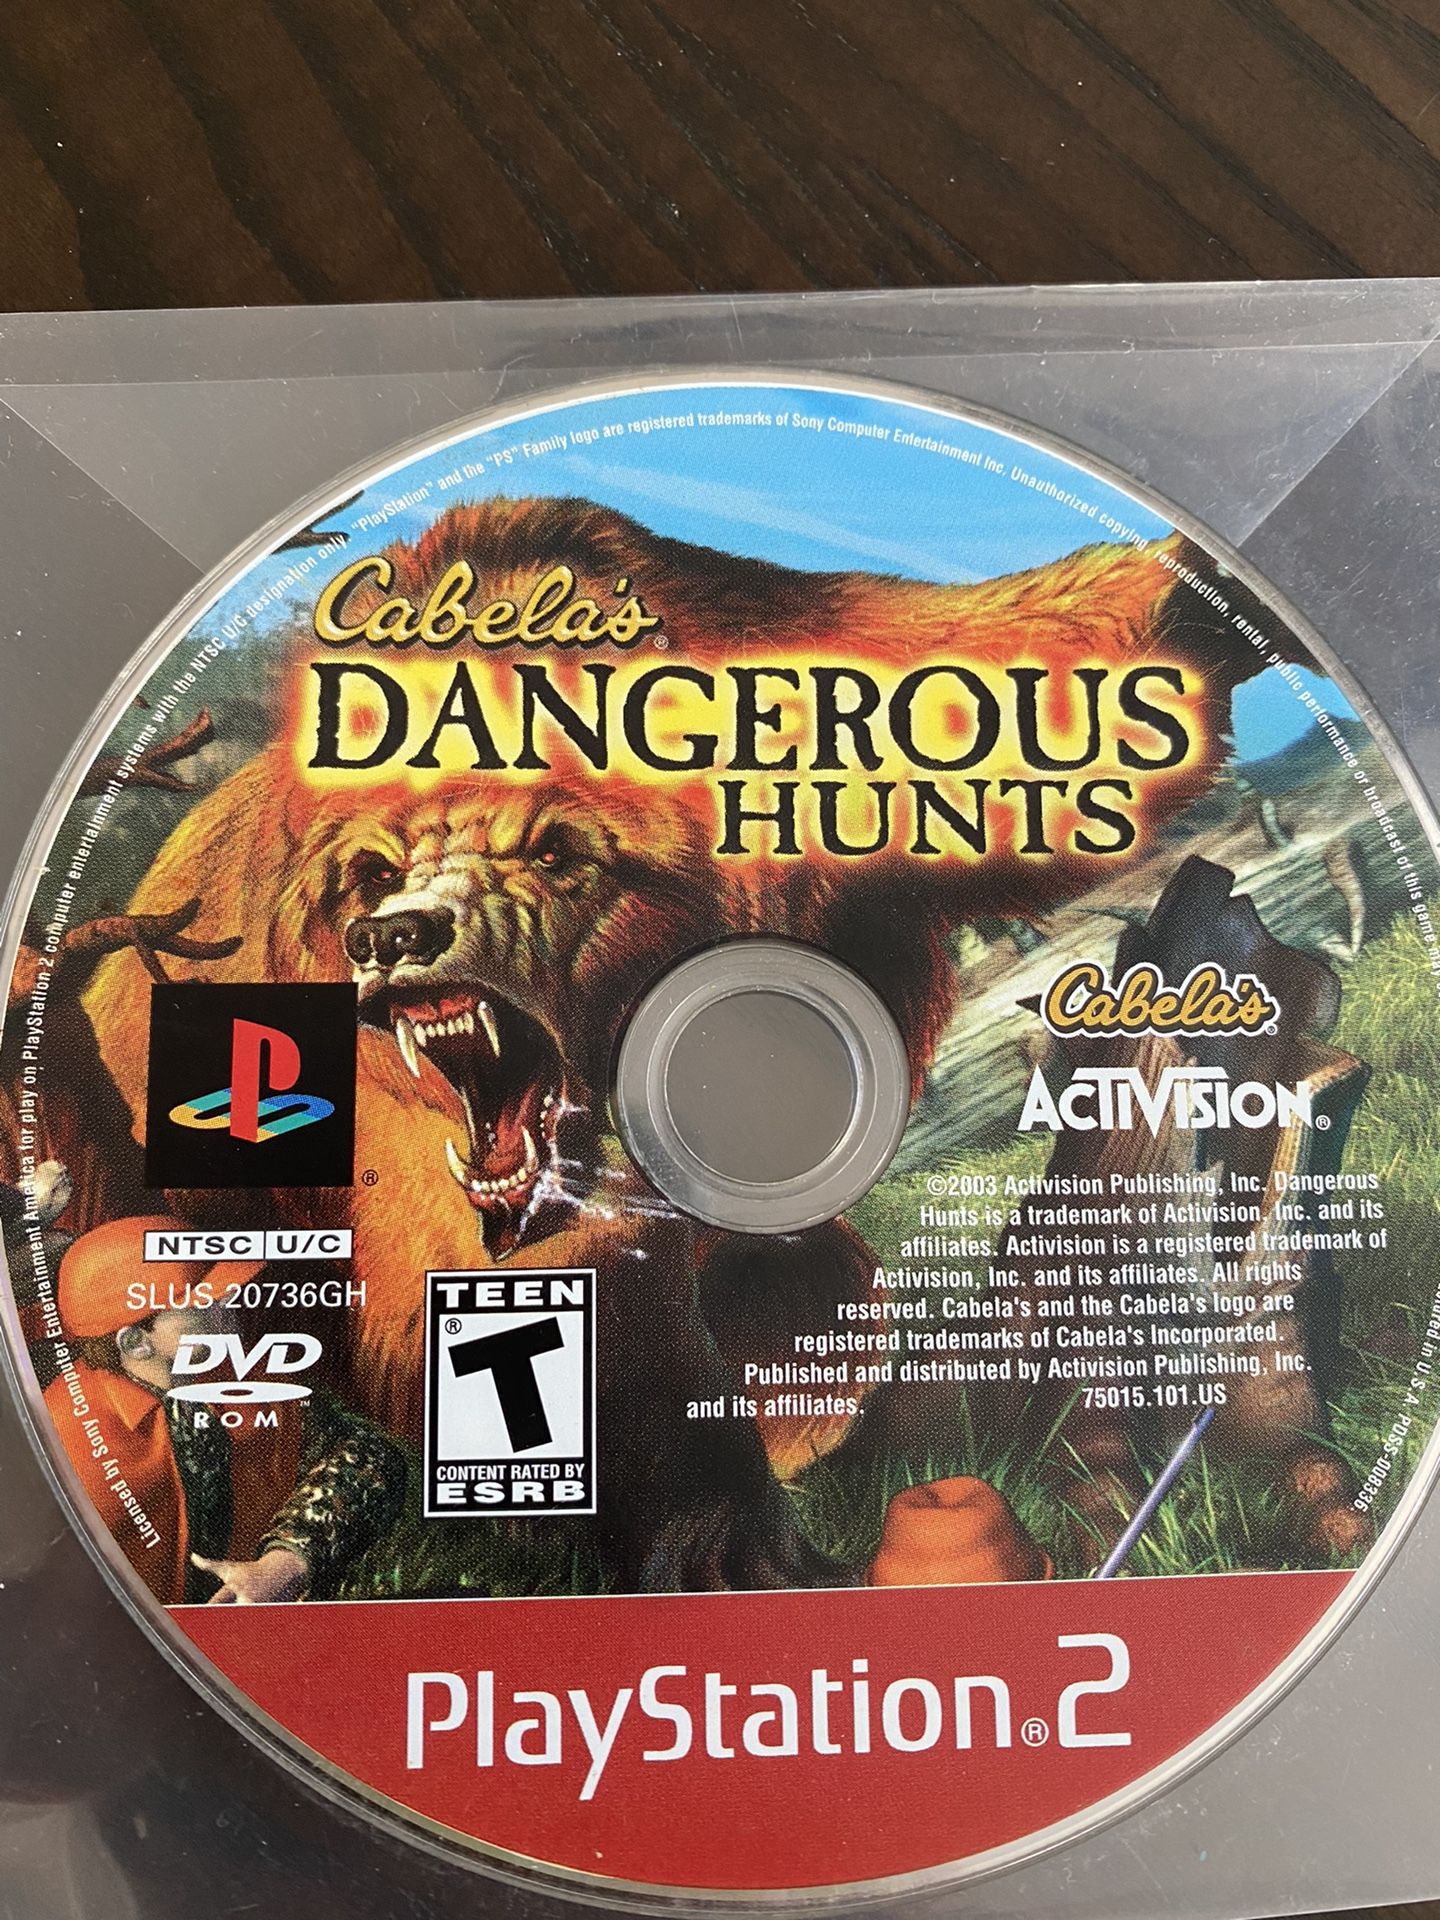 Licensed by Sony Computer Entertainment America for play on PlayStation 2 computer entertainment systems with the NTSC U/C designation only. "PlayStation" and the "PS" Family logo are registered trademarks of Sony Computer Entertainment Inc. Unauthorized copying, reproduction, rental, public performance or broadcast of this game may
in U.S.A. PDSS-008336
Cabela's®
DANGEROUS
HUNTS
Cabela's®
ACTIVISION®
®
NTSC U/C
SLUS 20736GH
DVD™
ROM
TEEN
®
T
CONTENT RATED BY
ESRB
©2003 Activision Publishing, Inc. Dangerous
Hunts is a trademark of Activision, Inc. and its
affiliates. Activision is a registered trademark of
Activision, Inc. and its affiliates. All rights
reserved. Cabela's and the Cabela's logo are
registered trademarks of Cabela's Incorporated.
Published and distributed by Activision Publishing, Inc.
and its affiliates. 75015.101.US
PlayStation®2